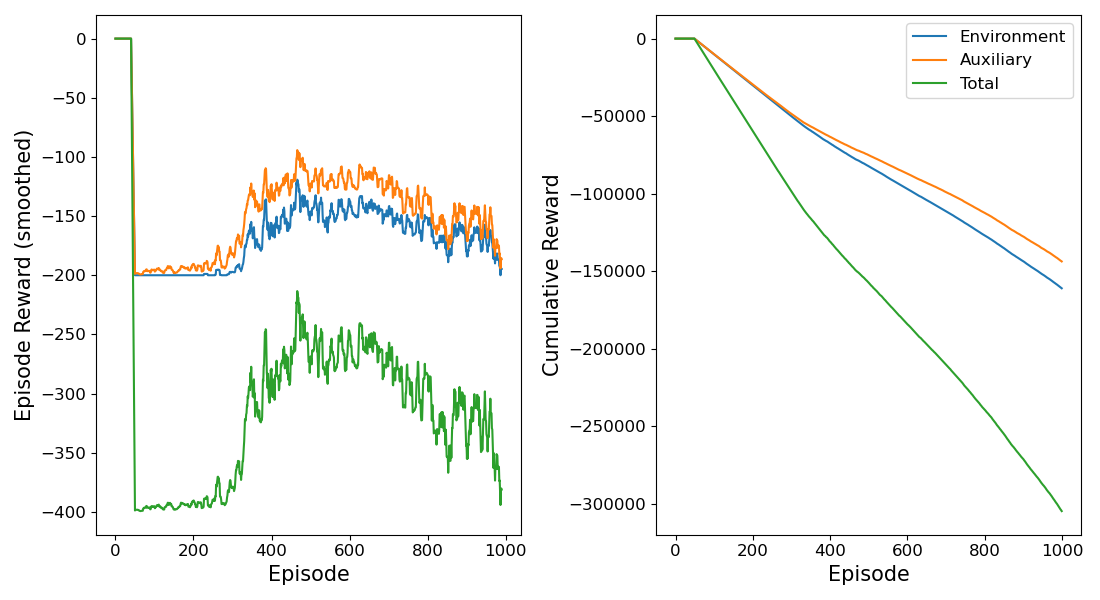 0
−50
−100
−150
−200
−250
−300
−350
−400
Episode Reward (smoothed)
0 200 400 600 800 1000
Episode
0
−50000
−100000
−150000
−200000
−250000
−300000
Cumulative Reward
0 200 400 600 800 1000
Episode
Environment
Auxiliary
Total